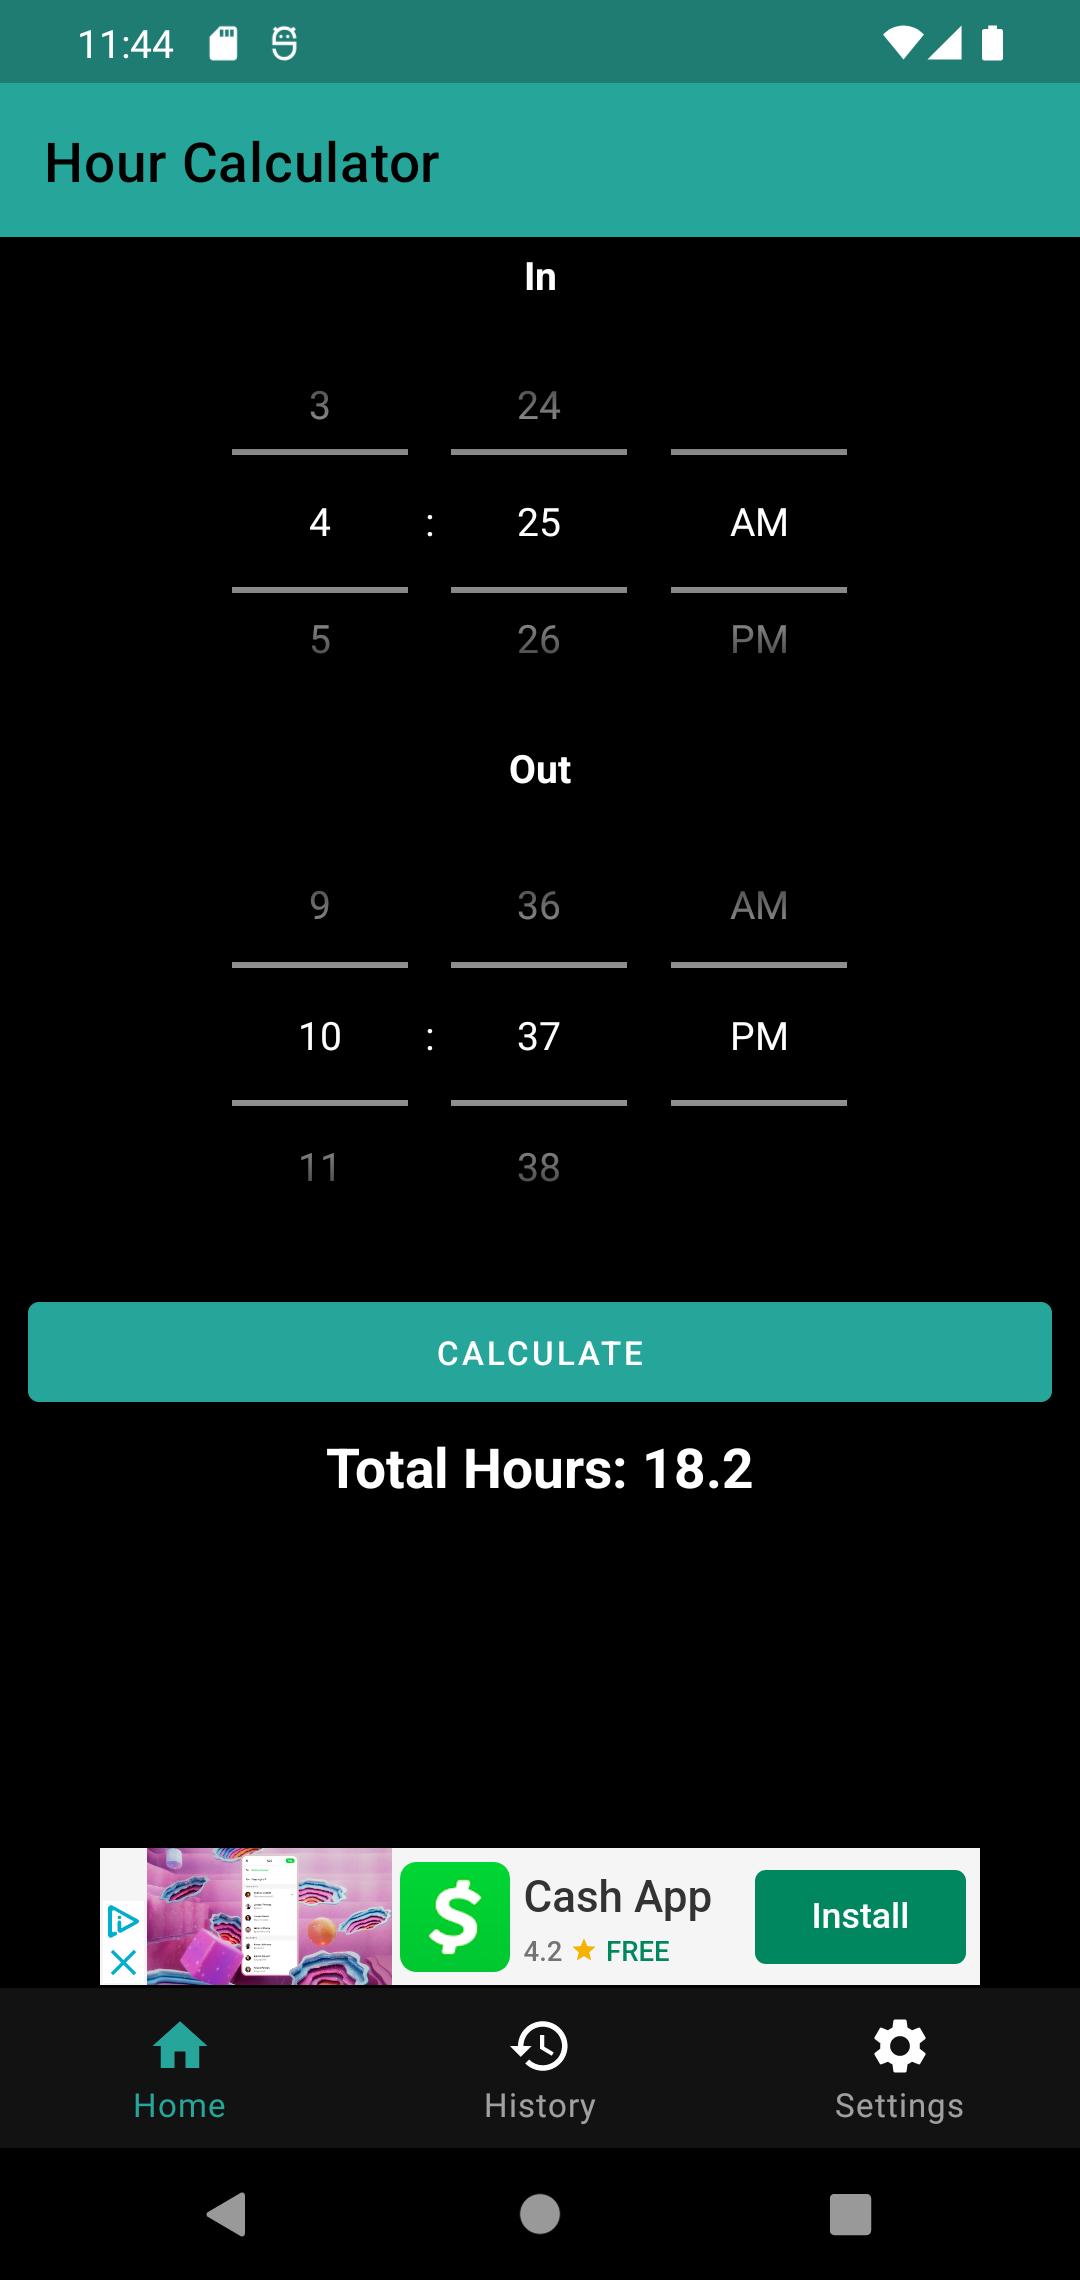 11:44
Hour Calculator
In
3 24
4 : 25 AM
5 26 PM
Out
9 36 AM
10 : 37 PM
11 38
CALCULATE
Total Hours: 18.2
Cash App
4.2 FREE
Install
Home History Settings